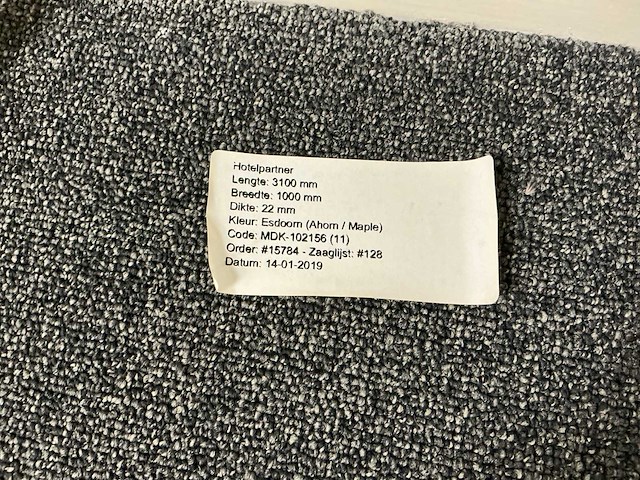 Hotelpartner
Lengte: 3100 mm
Breedte: 1000 mm
Dikte: 22 mm
Kleur: Esdoorn (Ahorn / Maple)
Code: MDK-102156 (11)
Order: #15784 - Zaaglijst: #128
Datum: 14-01-2019